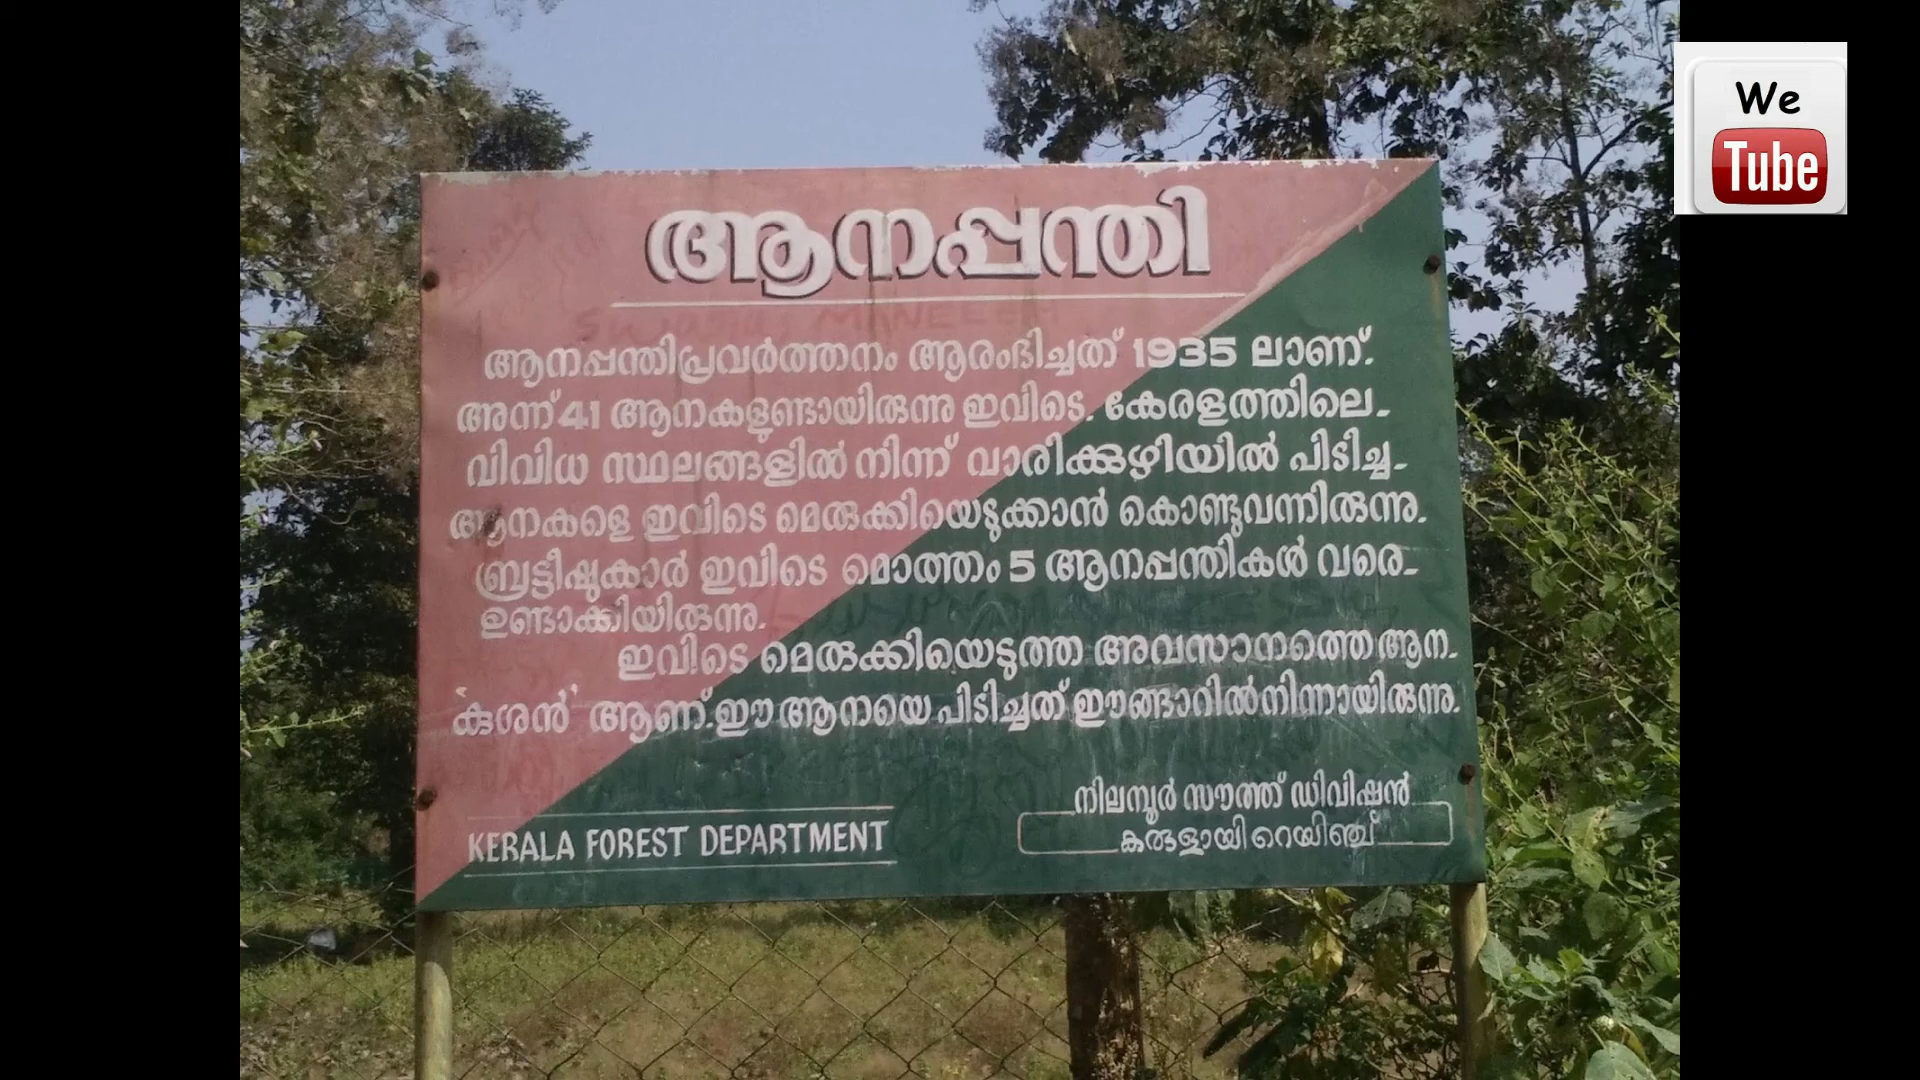 We
Tube
ആനപ്പന്തി
ആനപ്പന്തിപ്രവർത്തനം ആരംഭിച്ചത് 1935 ലാണ്.
അന്ന് 41 ആനകളുണ്ടായിരുന്നു ഇവിടെ. കേരളത്തിലെ-
വിവിധ സ്ഥലങ്ങളിൽ നിന്ന് വാരിക്കുഴിയിൽ പിടിച്ച-
ആനകളെ ഇവിടെ മെരുക്കിയെടുക്കാൻ കൊണ്ടുവന്നിരുന്നു.
ബ്രട്ടീഷുകാർ ഇവിടെ മൊത്തം 5 ആനപ്പന്തികൾ വരെ-
ഉണ്ടാക്കിയിരുന്നു.
ഇവിടെ മെരുക്കിയെടുത്ത അവസാനത്തെ ആന-
'കുശൻ' ആണ്. ഈ ആനയെ പിടിച്ചത് ഈങ്ങാറിൽ നിന്നായിരുന്നു.
നിലമ്പൂർ സൗത്ത് ഡിവിഷൻ
കരുളായി റെയിഞ്ച്
KERALA FOREST DEPARTMENT